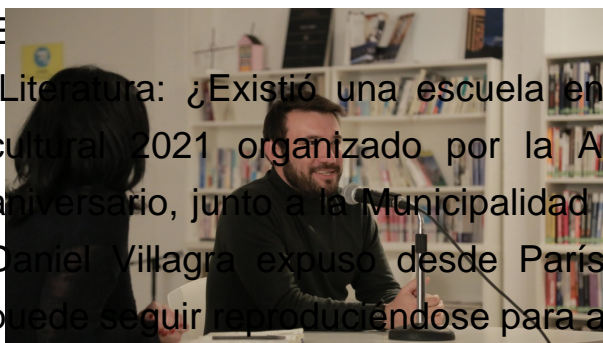 E
Literatura: ¿Existió una escuela en
cultural 2021 organizado por la A
aniversario, junto a la Municipalidad
Daniel Villagra expuso desde París
puede seguir reproduciéndose para a